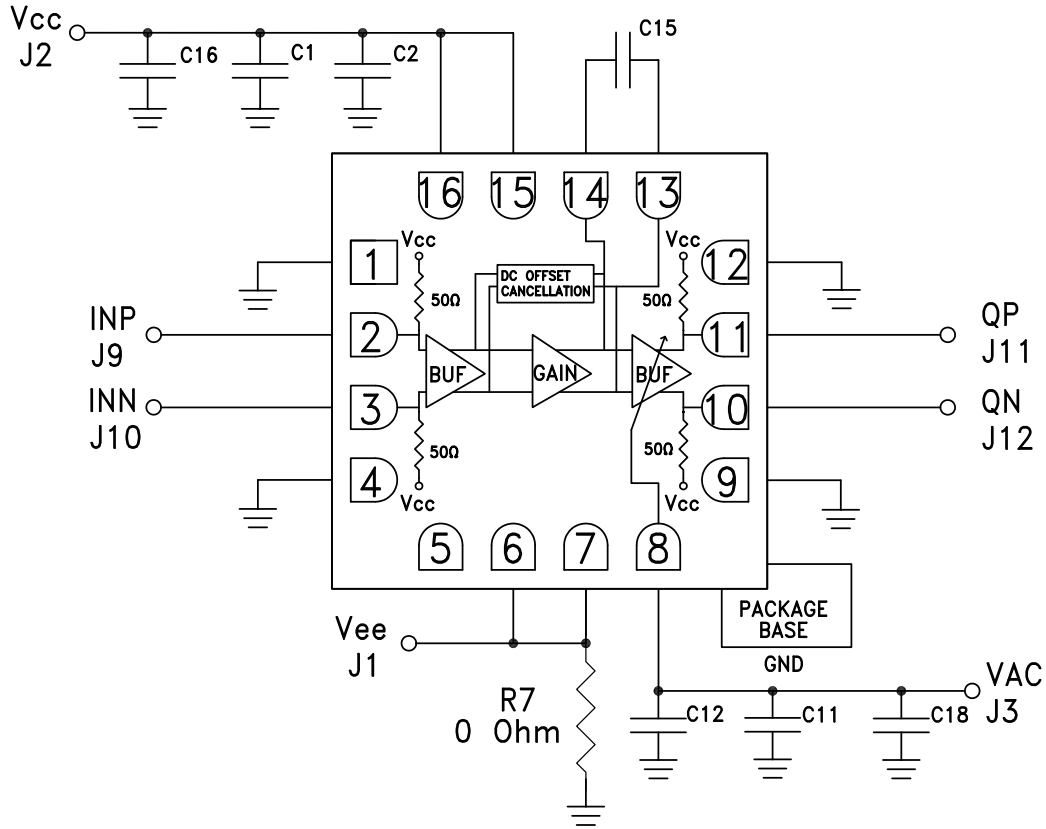 Vcc
J2
C16
C1
C2
C15
16
15
14
13
1
Vcc
50Ω
DC OFFSET
CANCELLATION
Vcc
50Ω
12
INP
J9
2
11
QP
J11
BUF
GAIN
BUF
INN
J10
3
10
QN
J12
50Ω
Vcc
50Ω
Vcc
4
9
5
6
7
8
Vee
J1
PACKAGE
BASE
GND
R7
0 Ohm
C12
C11
C18
VAC
J3